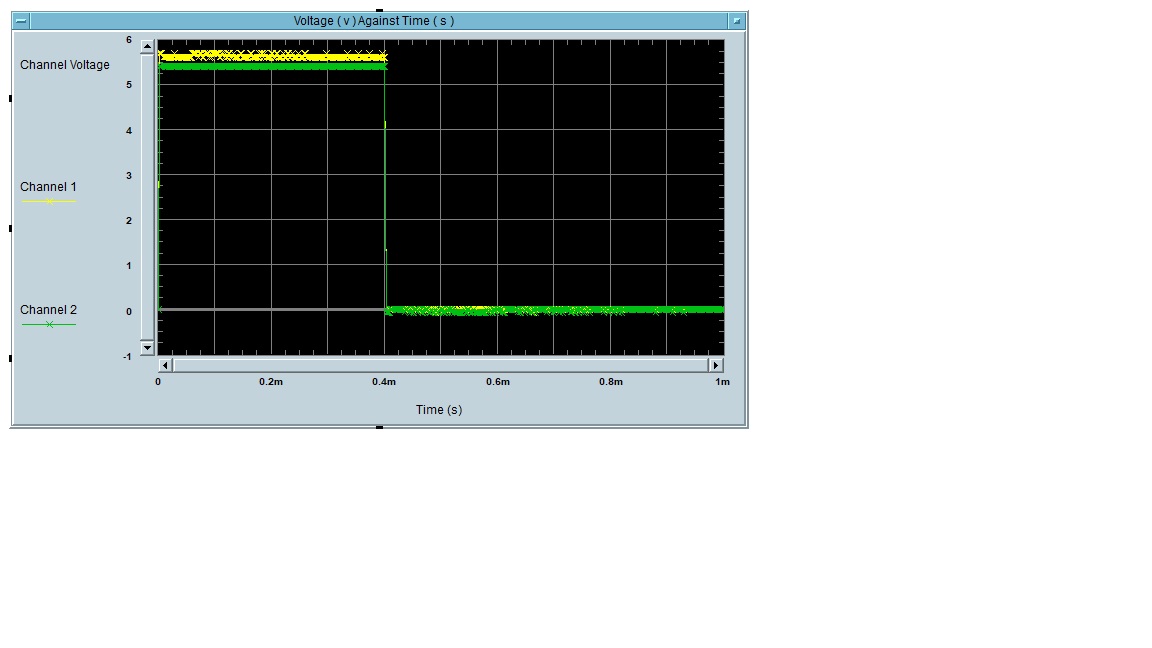 Voltage ( v ) Against Time ( s )
6
Channel Voltage
5
4
3
Channel 1
2
1
Channel 2
0
-1
0 0.2m 0.4m 0.6m 0.8m 1m
Time (s)